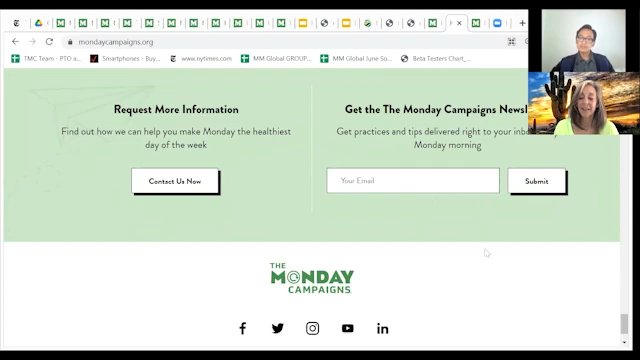 mondaycampaigns.org
TMC Team - PTO a
Smartphones - Buy...
www.nytimes.com
MM Global GROUP
MM Global June So
Beta Testers Chart_
Request More Information
Find out how we can help you make Monday the healthiest
day of the week
Contact Us Now
Get the The Monday Campaigns Newsl
Get practices and tips delivered right to your inbo
Monday morning
Your Email
Submit
THE
MONDAY
CAMPAIGNS